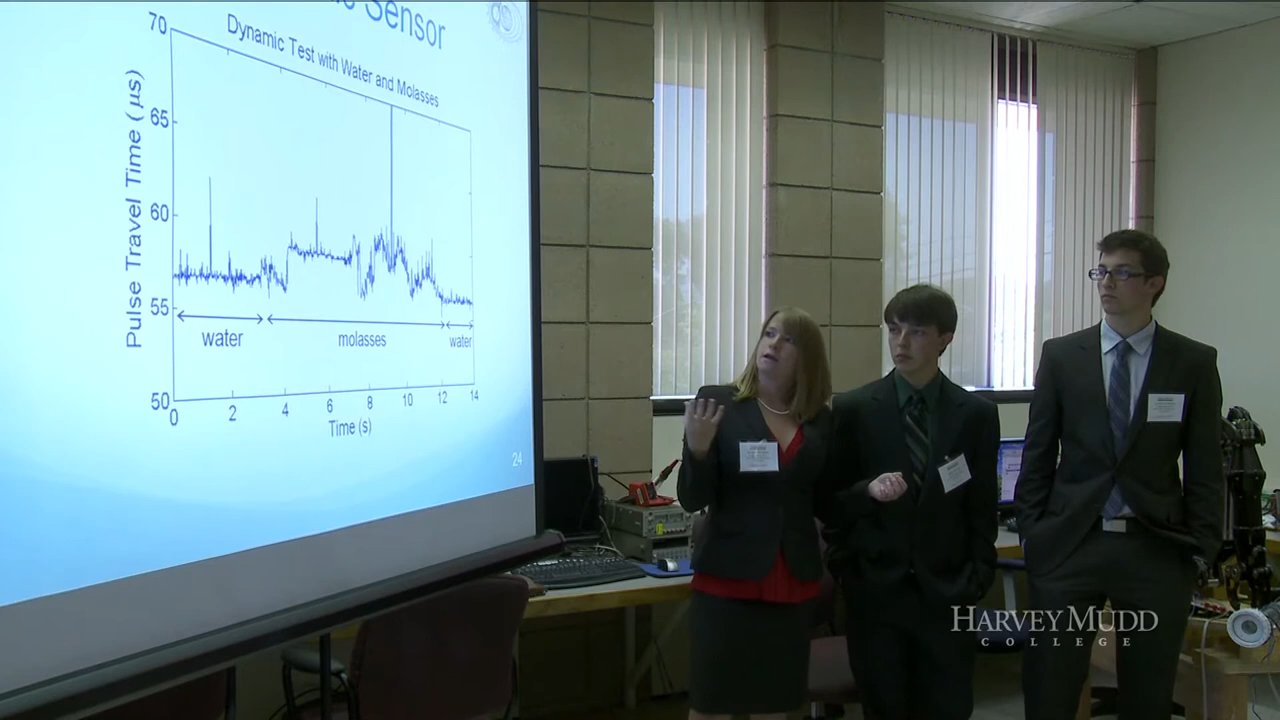 Sensor
Dynamic Test with Water and Molasses
Pulse Travel Time (µs)
70
65
60
55
50
water
molasses
water
0 2 4 6 8 10 12 14
Time (s)
24
HARVEY MUDD
COLLEGE